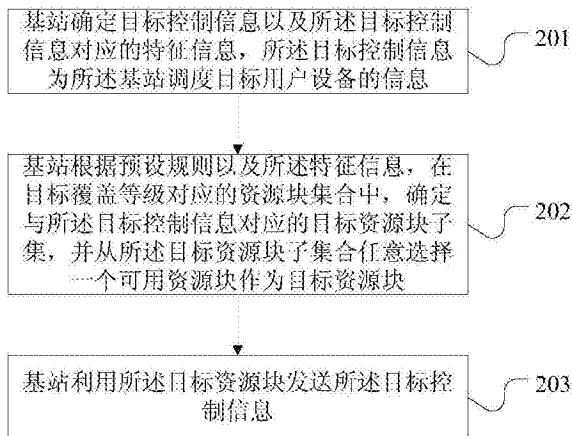 基站确定目标控制信息以及所述目标控制
信息对应的特征信息，所述目标控制信息
为所述基站调度目标用户设备的信息
201
基站根据预设规则以及所述特征信息，在
目标覆盖等级对应的资源块集合中，确定
与所述目标控制信息对应的目标资源块子
集，并从所述目标资源块子集合任意选择
一个可用资源块作为目标资源块
202
基站利用所述目标资源块发送所述目标控
制信息
203